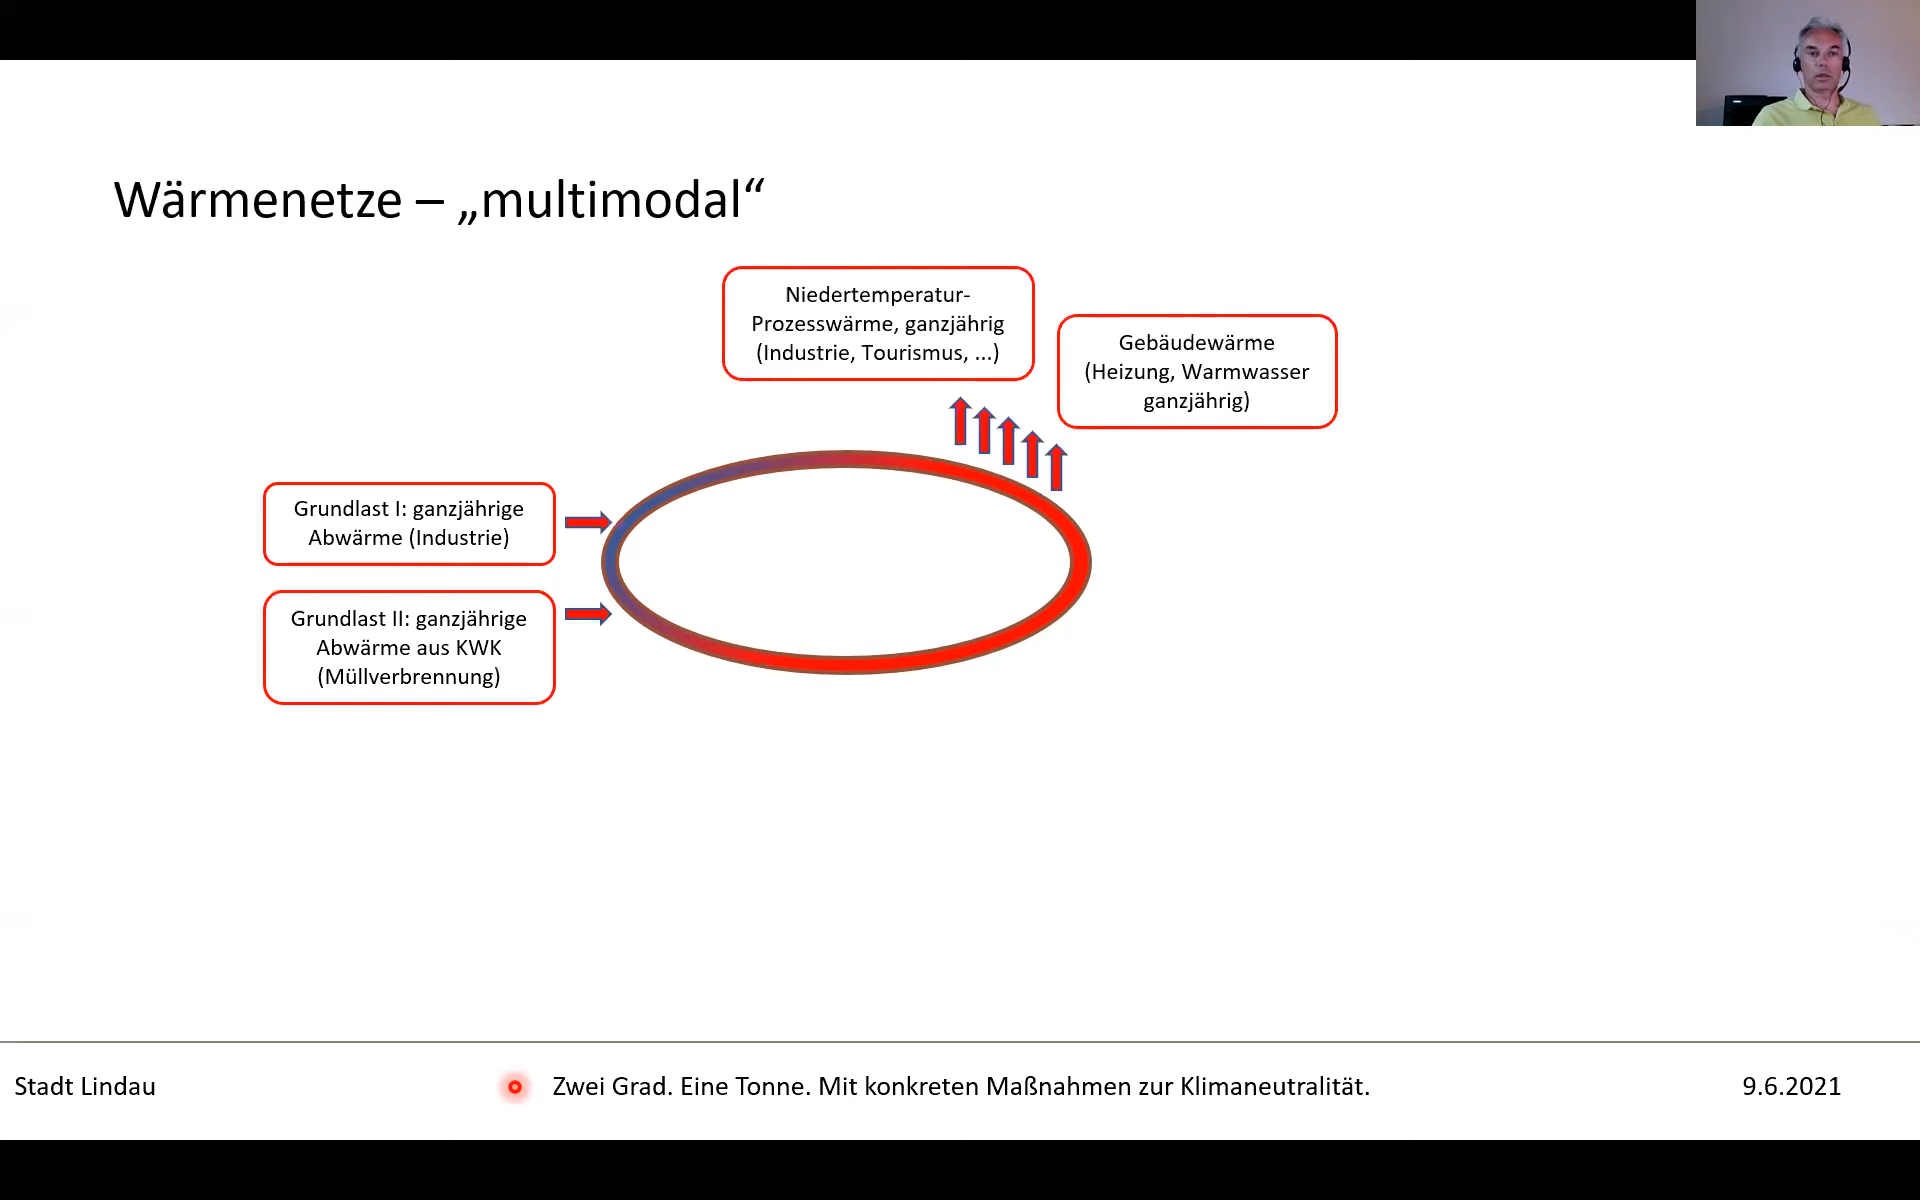 Wärmenetze – „multimodal“
Niedertemperatur-
Prozesswärme, ganzjährig
(Industrie, Tourismus, ...)
Gebäudewärme
(Heizung, Warmwasser
ganzjährig)
Grundlast I: ganzjährige
Abwärme (Industrie)
Grundlast II: ganzjährige
Abwärme aus KWK
(Müllverbrennung)
Stadt Lindau
Zwei Grad. Eine Tonne. Mit konkreten Maßnahmen zur Klimaneutralität.
9.6.2021